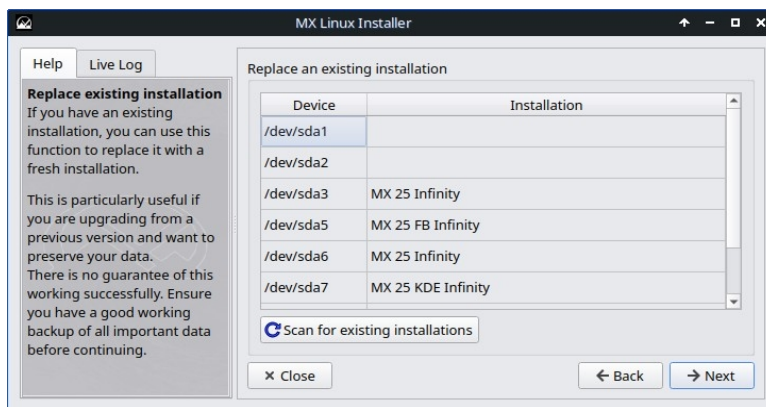 MX Linux Installer
Help
Live Log
Replace existing installation
If you have an existing
installation, you can use this
function to replace it with a
fresh installation.
This is particularly useful if
you are upgrading from a
previous version and want to
preserve your data.
There is no guarantee of this
working successfully. Ensure
you have a good working
backup of all important data
before continuing.
Replace an existing installation
Device Installation
/dev/sda1
/dev/sda2
/dev/sda3 MX 25 Infinity
/dev/sda5 MX 25 FB Infinity
/dev/sda6 MX 25 Infinity
/dev/sda7 MX 25 KDE Infinity
Scan for existing installations
Close
Back
Next